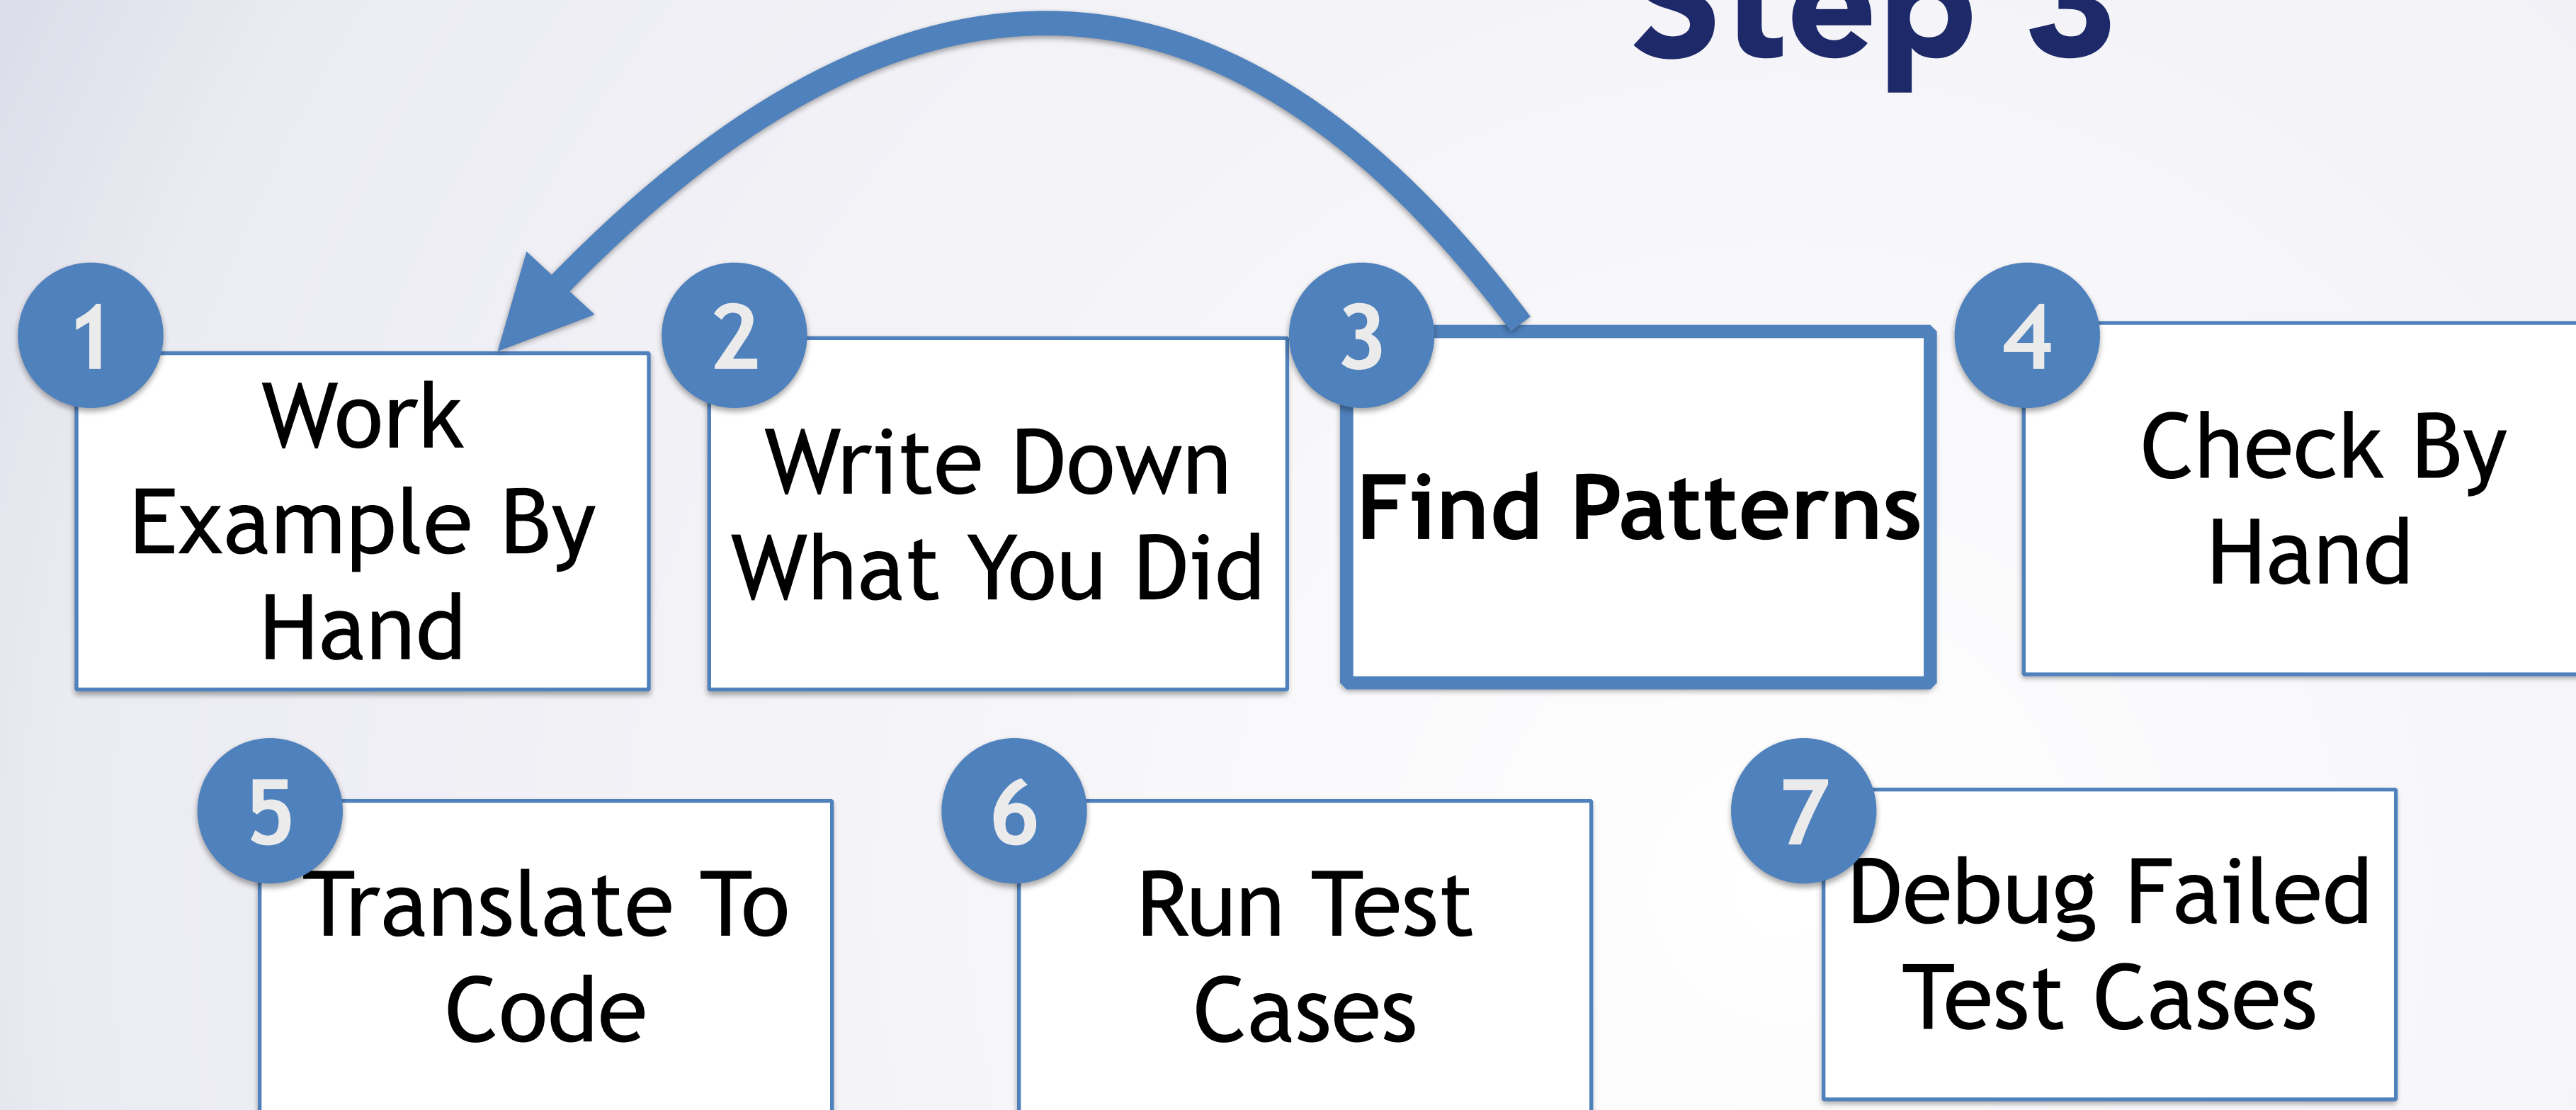 Step 3
1
Work
Example By
Hand
2
Write Down
What You Did
3
Find Patterns
4
Check By
Hand
5
Translate To
Code
6
Run Test
Cases
7
Debug Failed
Test Cases